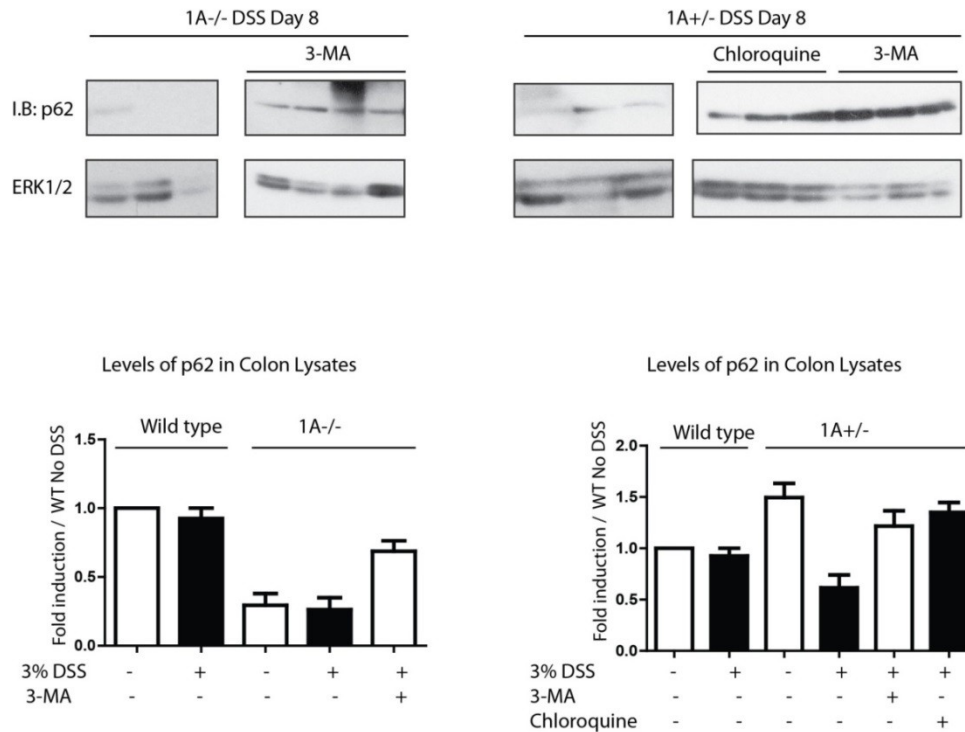 1A-/- DSS Day 8
3-MA
I.B: p62
ERK1/2
1A+/- DSS Day 8
Chloroquine 3-MA
Levels of p62 in Colon Lysates
Wild type 1A-/-
Fold induction / WT No DSS
1.5
1.0
0.5
0.0
3% DSS - + - + +
3-MA - - - - +
Levels of p62 in Colon Lysates
Wild type 1A+/-
Fold induction / WT No DSS
2.0
1.5
1.0
0.5
0.0
3% DSS - + - + + +
3-MA - - - - + -
Chloroquine - - - - - +